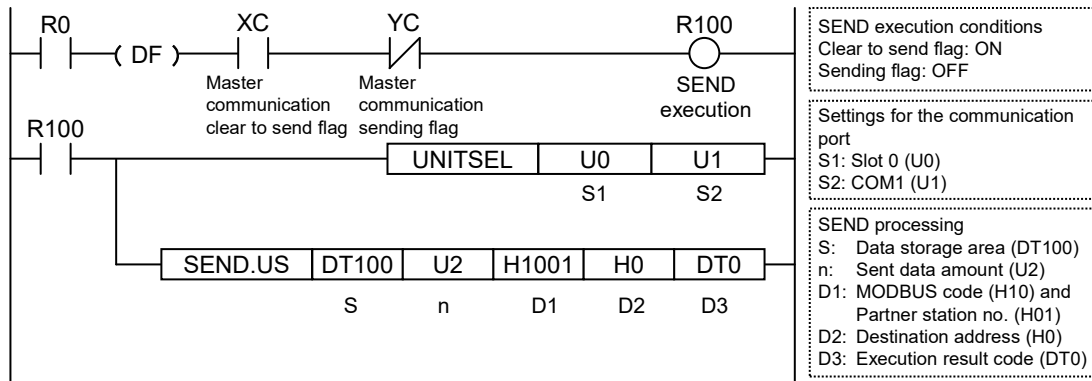 R0
XC
YC
R100
( DF )
Master
communication
clear to send flag
Master
communication
sending flag
SEND
execution
R100
UNITSEL U0 U1
S1 S2
SEND.US DT100 U2 H1001 H0 DT0
S n D1 D2 D3
SEND execution conditions
Clear to send flag: ON
Sending flag: OFF
Settings for the communication
port
S1: Slot 0 (U0)
S2: COM1 (U1)
SEND processing
S: Data storage area (DT100)
n: Sent data amount (U2)
D1: MODBUS code (H10) and
Partner station no. (H01)
D2: Destination address (H0)
D3: Execution result code (DT0)